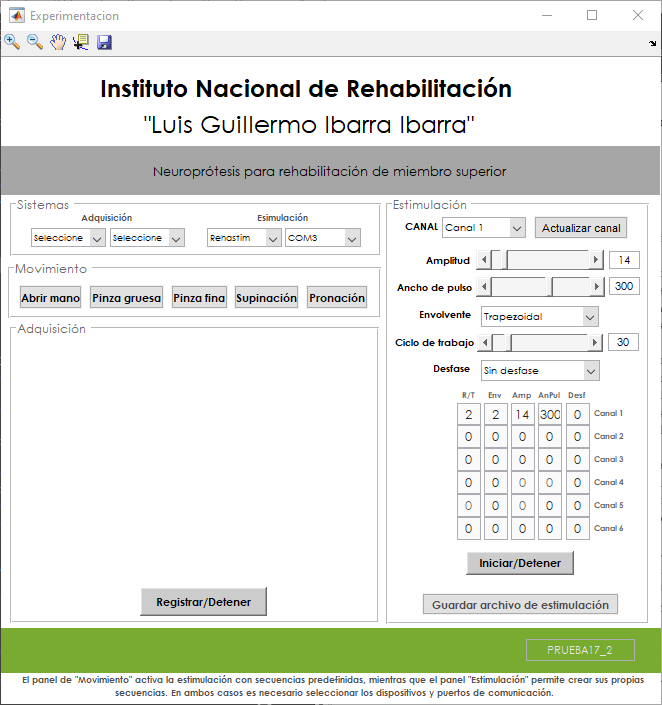 Experimentacion
Instituto Nacional de Rehabilitación
"Luis Guillermo Ibarra Ibarra"
Neuroprótesis para rehabilitación de miembro superior
Sistemas
Adquisición Esimulación
Seleccione Seleccione Rehastim COM3
Movimiento
Abrir mano Pinza gruesa Pinza fina Supinación Pronación
Adquisición
Registrar/Detener
Estimulación
CANAL Canal 1 Actualizar canal
Amplitud 14
Ancho de pulso 300
Envolvente Trapezoidal
Ciclo de trabajo 30
Desfase Sin desfase
R/T Env Amp AnPul Desf
2 2 14 300 0 Canal 1
0 0 0 0 0 Canal 2
0 0 0 0 0 Canal 3
0 0 0 0 0 Canal 4
0 0 0 0 0 Canal 5
0 0 0 0 0 Canal 6
Iniciar/Detener
Guardar archivo de estimulación
PRUEBA17_2
El panel de "Movimiento" activa la estimulación con secuencias predefinidas, mientras que el panel "Estimulación" permite crear sus propias
secuencias. En ambos casos es necesario seleccionar los dispositivos y puertos de comunicación.